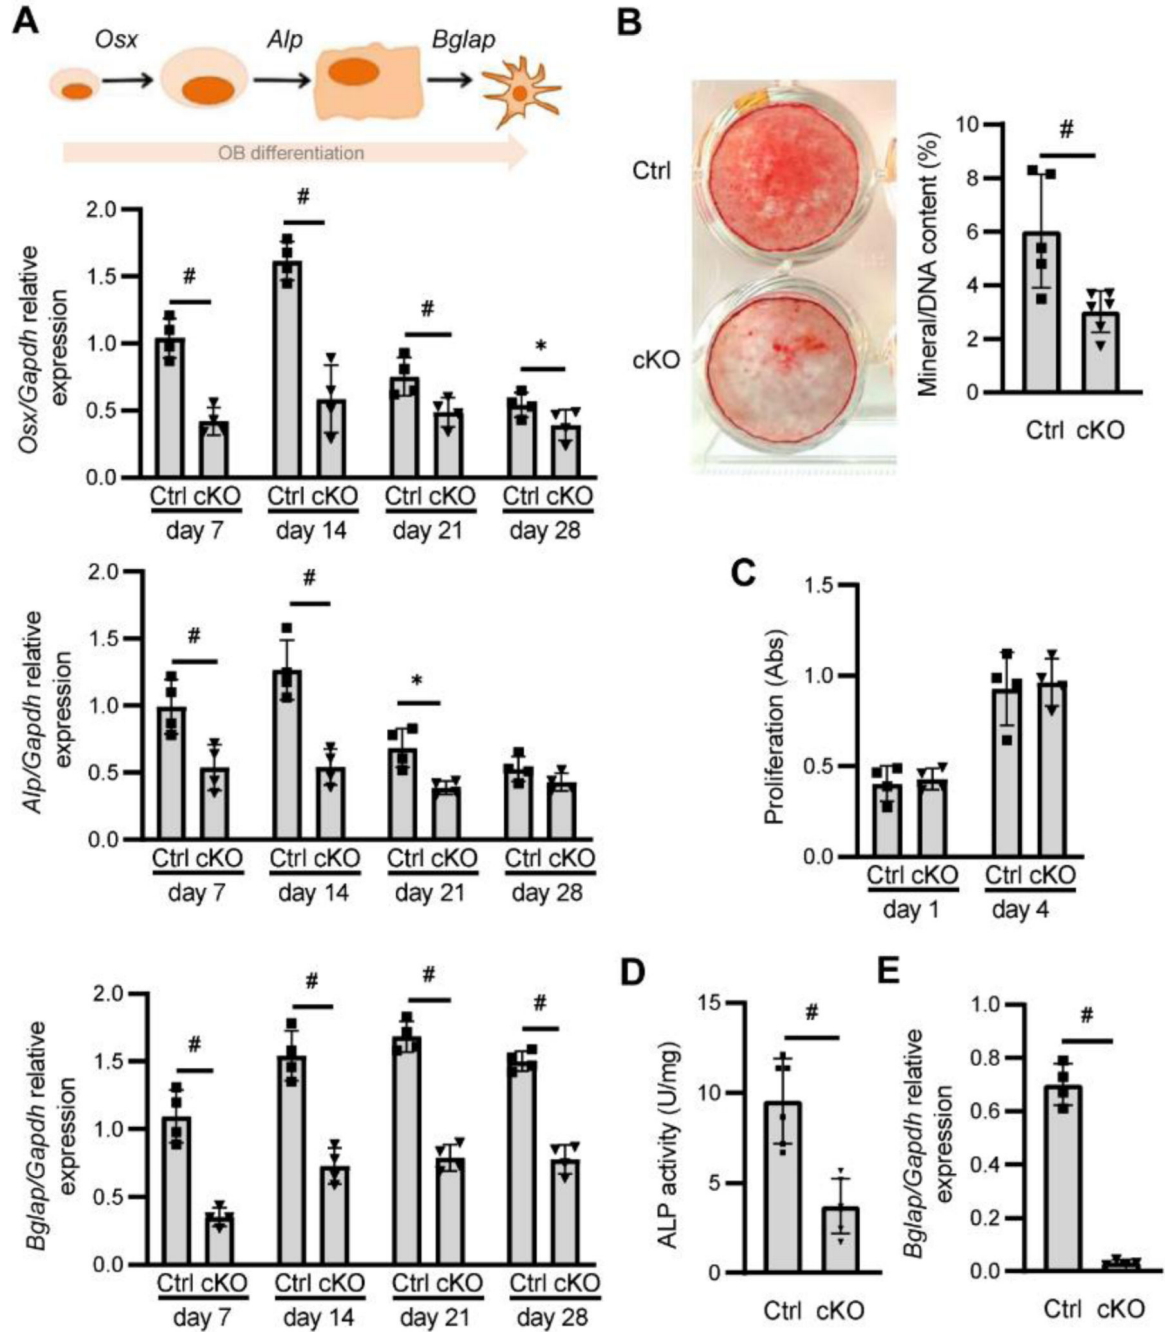 A
Osx Alp Bglap
OB differentiation
2.0
1.5
1.0
0.5
0.0
Osx/Gapdh relative
expression
# # # *
Ctrl cKO Ctrl cKO Ctrl cKO Ctrl cKO
day 7 day 14 day 21 day 28
2.0
1.5
1.0
0.5
0.0
Alp/Gapdh relative
expression
# # *
Ctrl cKO Ctrl cKO Ctrl cKO Ctrl cKO
day 7 day 14 day 21 day 28
2.0
1.5
1.0
0.5
0.0
Bglap/Gapdh relative
expression
# # # #
Ctrl cKO Ctrl cKO Ctrl cKO Ctrl cKO
day 7 day 14 day 21 day 28
B
Ctrl
cKO
10
8
6
4
2
0
Mineral/DNA content (%)
#
Ctrl cKO
C
1.5
1.0
0.5
0.0
Proliferation (Abs)
Ctrl cKO Ctrl cKO
day 1 day 4
D
15
10
5
0
ALP activity (U/mg)
#
Ctrl cKO
E
1.0
0.8
0.6
0.4
0.2
0.0
Bglap/Gapdh relative
expression
#
Ctrl cKO